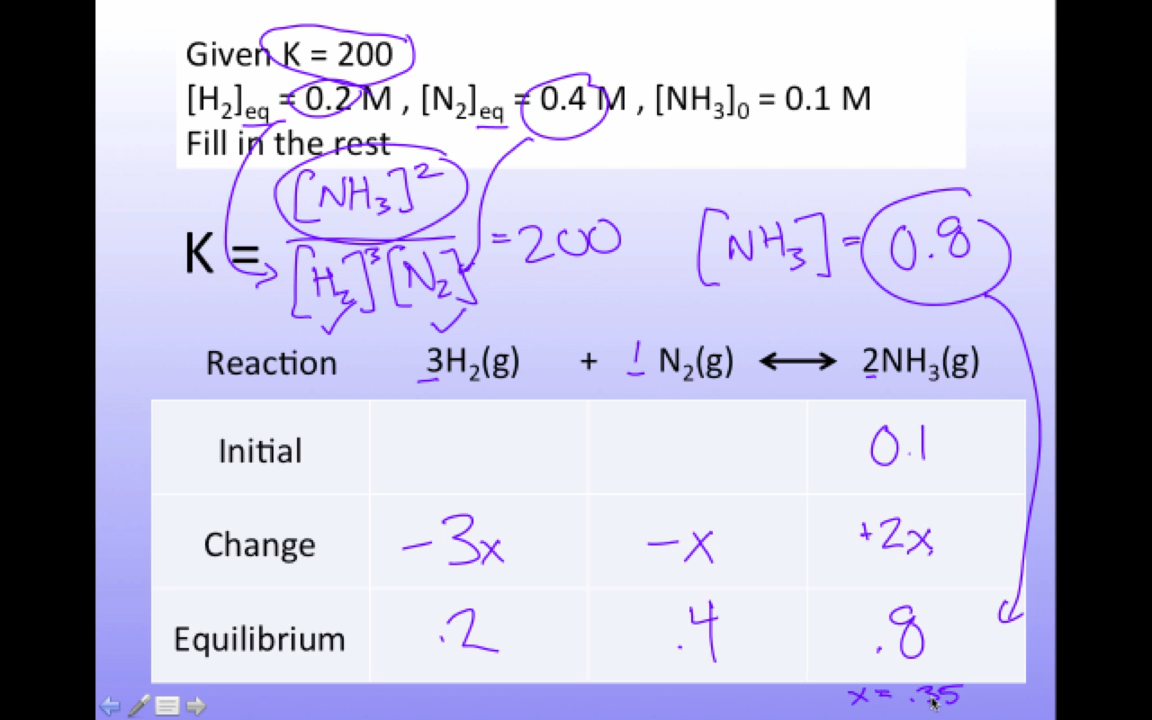 Given K = 200
[H₂]eq = 0.2 M , [N₂]eq = 0.4 M , [NH₃]₀ = 0.1 M
Fill in the rest
K = [NH₃]² / [H₂]³ [N₂] = 200 [NH₃] = 0.8
Reaction 3H₂(g) + 1 N₂(g) ⟷ 2NH₃(g)
Initial 0.1
Change -3x -x +2x
Equilibrium .2 .4 .8
x = .35